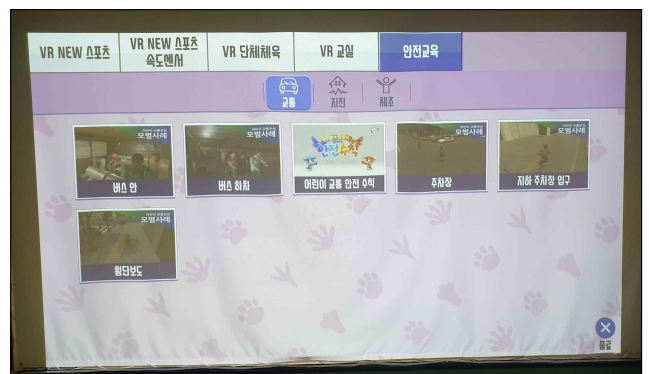 VR NEW 스포츠
VR NEW 스포츠
속도센서
VR 단체체육
VR 교실
안전교육
교통
지진
체조
모범사례
버스 안
모범사례
버스 하차
안전수칙
어린이 교통 안전 수칙
모범사례
주차장
모범사례
지하 주차장 입구
모범사례
횡단보도
종료